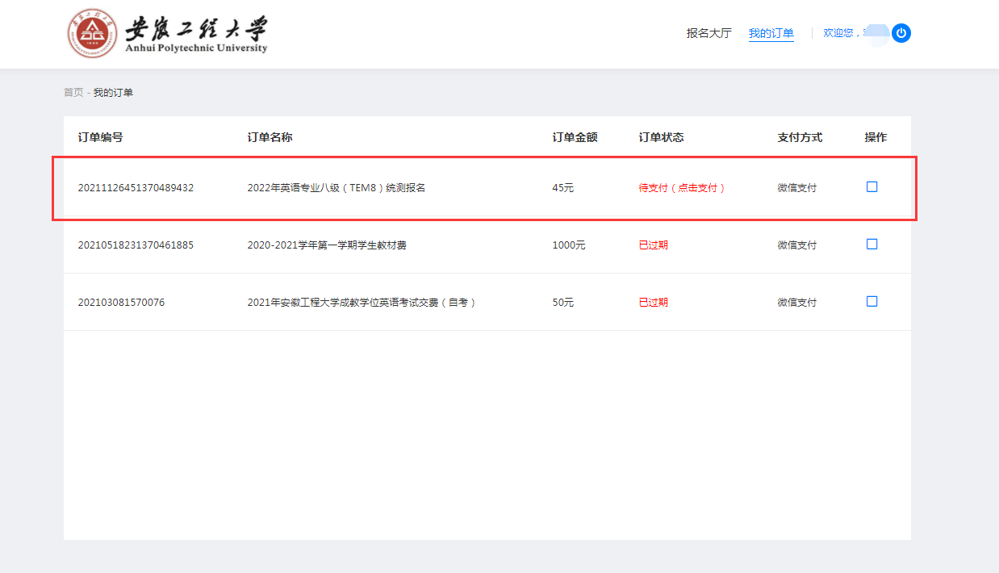 安徽工程大学
Anhui Polytechnic University
报名大厅 我的订单 欢迎您，
首页 - 我的订单
订单编号 订单名称 订单金额 订单状态 支付方式 操作
20211126451370489432 2022年英语专业八级（TEM8）统测报名 45元 待支付（点击支付） 微信支付
20210518231370461885 2020-2021学年第一学期学生教材费 1000元 已过期 微信支付
202103081570076 2021年安徽工程大学成教学位英语考试交费（自考） 50元 已过期 微信支付